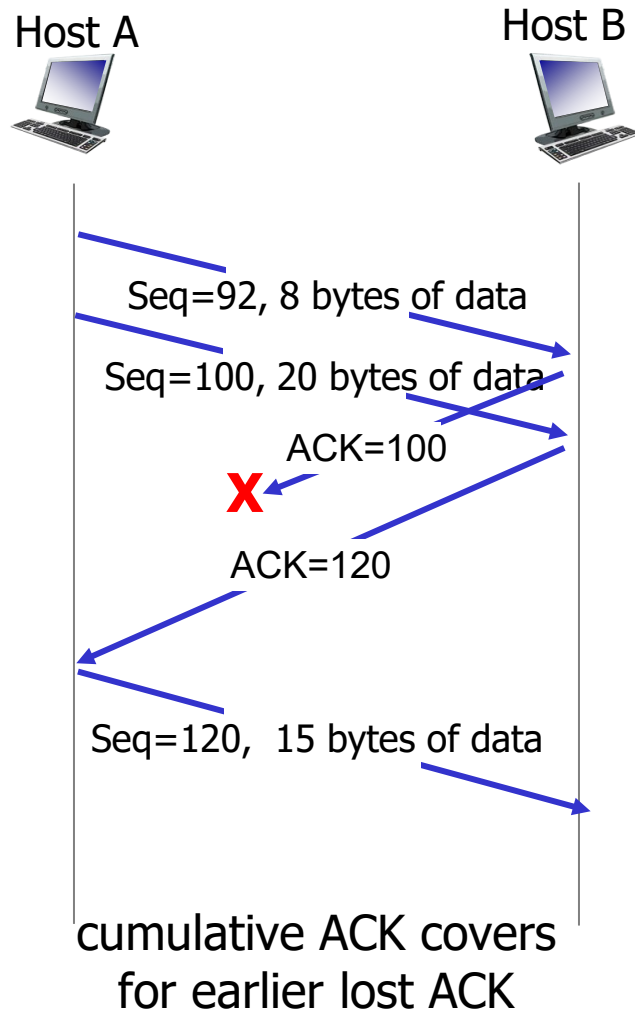 Host A
Host B
Seq=92, 8 bytes of data
Seq=100, 20 bytes of data
ACK=100
X
ACK=120
Seq=120, 15 bytes of data
cumulative ACK covers
for earlier lost ACK